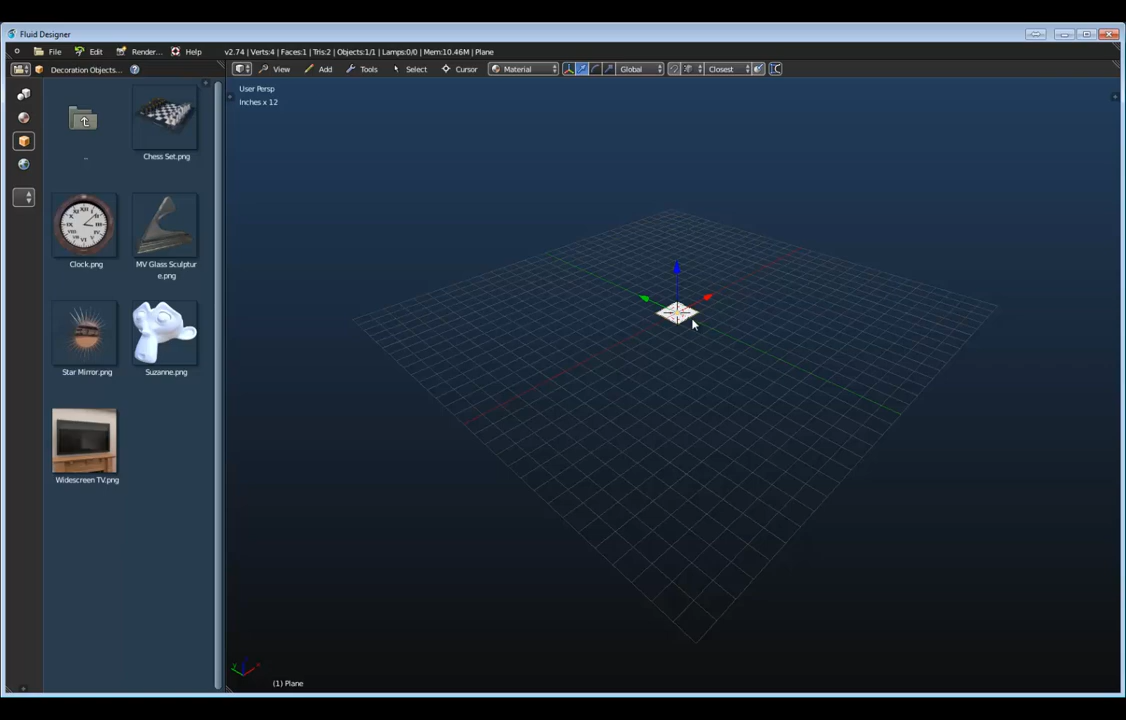 Fluid Designer
File Edit Render... Help v2.74 | Verts:4 | Faces:1 | Tris:2 | Objects:1/1 | Lamps:0/0 | Mem:10.46M | Plane
Decoration Objects... View Add Tools Select Cursor Material Global Closest
User Persp
Inches x 12
..
Chess Set.png
Clock.png
MV Glass Sculptur
e.png
Star Mirror.png
Suzanne.png
Widescreen TV.png
(1) Plane